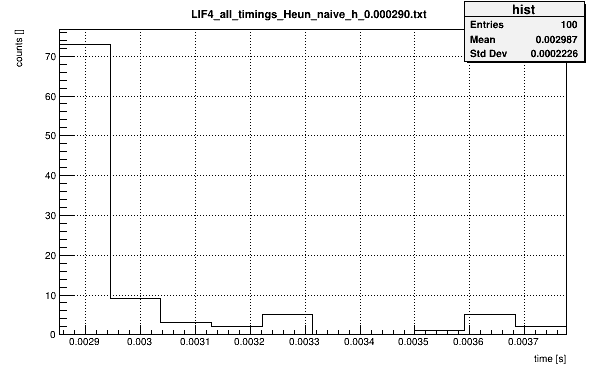 LIF4_all_timings_Heun_naive_h_0.000290.txt
hist
Entries 100
Mean 0.002987
Std Dev 0.0002226
counts []
70
60
50
40
30
20
10
0
0.0029 0.003 0.0031 0.0032 0.0033 0.0034 0.0035 0.0036 0.0037
time [s]